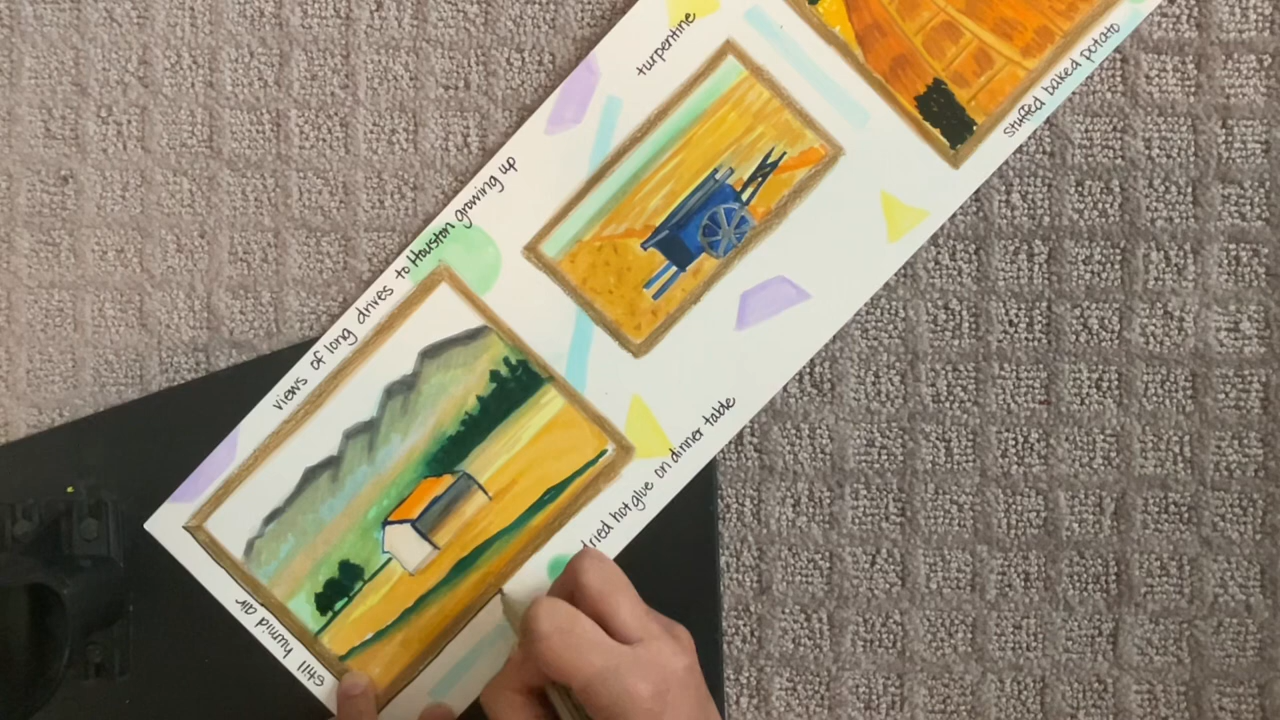 turpentine
stuffed baked potato
views of long drives to Houston growing up
dried hot glue on dinner table
still humid air